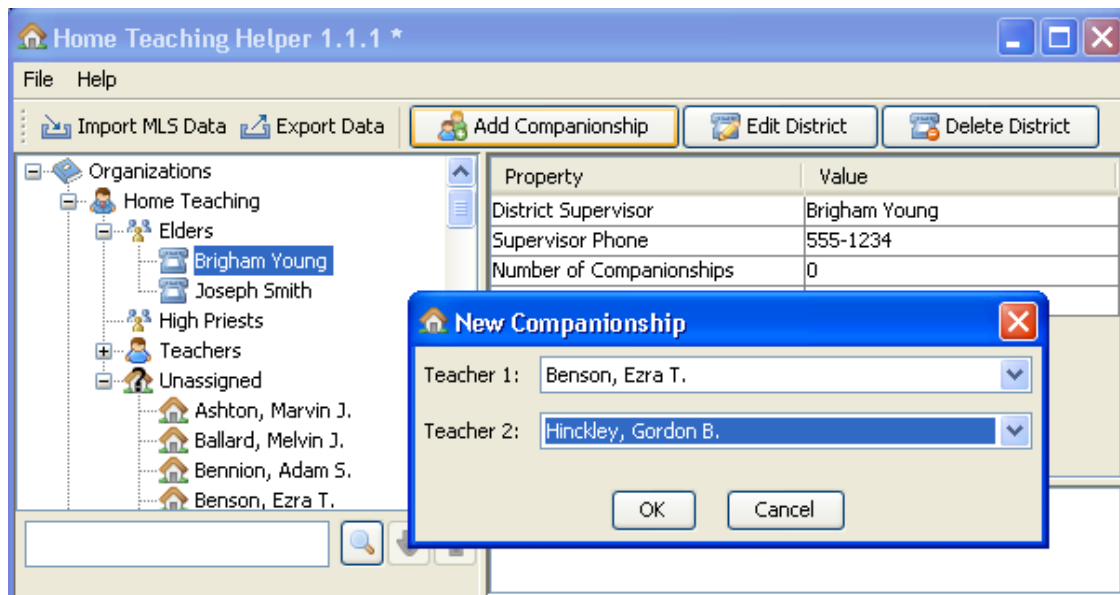 Home Teaching Helper 1.1.1 *
File Help
Import MLS Data Export Data Add Companionship Edit District Delete District
Organizations
Home Teaching
Elders
Brigham Young
Joseph Smith
High Priests
Teachers
Unassigned
Ashton, Marvin J.
Ballard, Melvin J.
Bennion, Adam S.
Benson, Ezra T.
Property Value
District Supervisor Brigham Young
Supervisor Phone 555-1234
Number of Companionships 0
New Companionship
Teacher 1: Benson, Ezra T.
Teacher 2: Hinckley, Gordon B.
OK Cancel